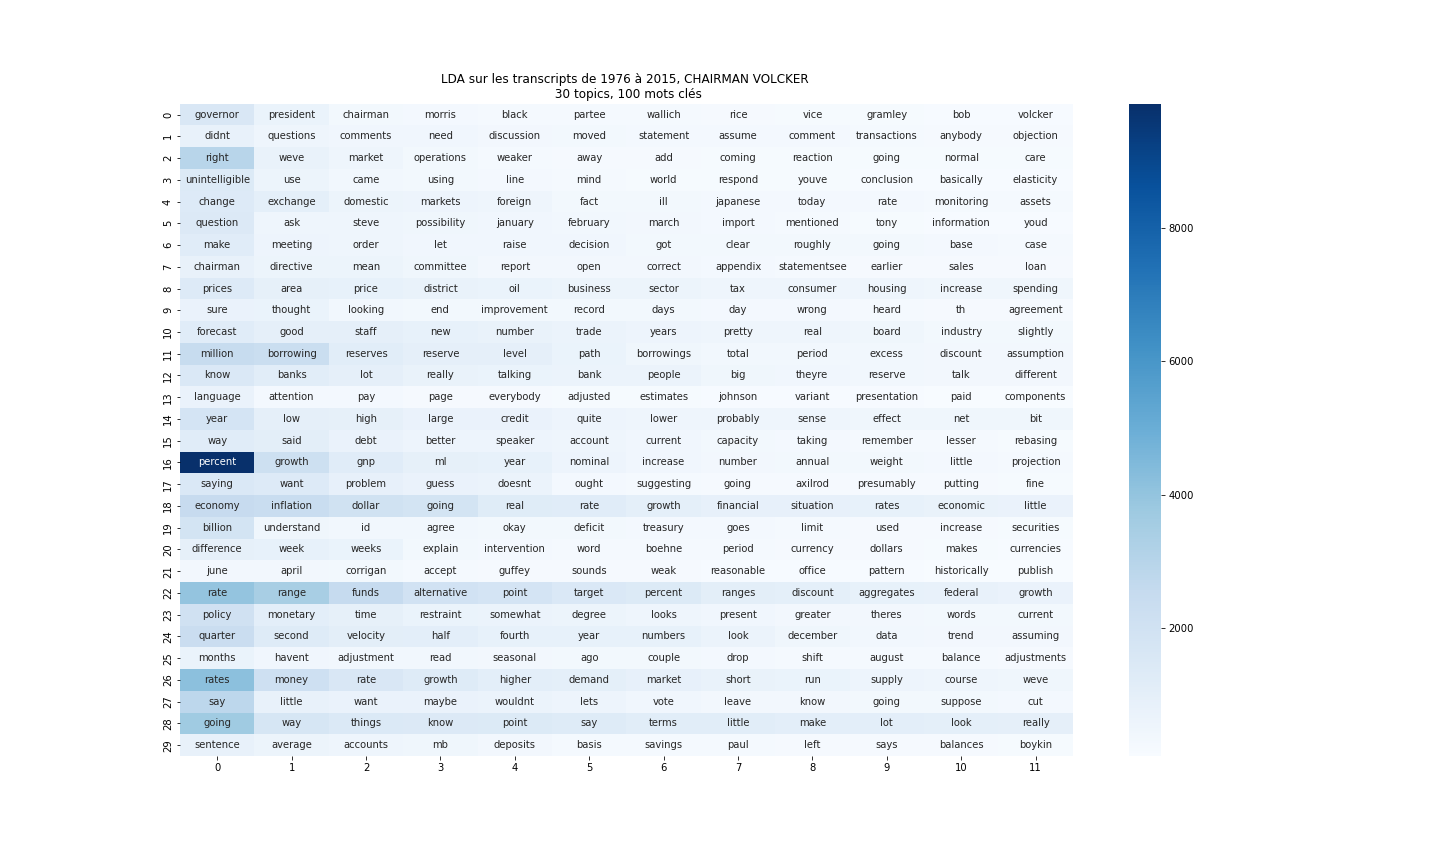 LDA sur les transcripts de 1976 à 2015, CHAIRMAN VOLCKER
30 topics, 100 mots clés
0 governor president chairman morris black partee wallich rice vice gramley bob volcker
1 didnt questions comments need discussion moved statement assume comment transactions anybody objection
2 right weve market operations weaker away add coming reaction going normal care
3 unintelligible use came using line mind world respond youve conclusion basically elasticity
4 change exchange domestic markets foreign fact ill japanese today rate monitoring assets
5 question ask steve possibility january february march import mentioned tony information youd
6 make meeting order let raise decision got clear roughly going base case
7 chairman directive mean committee report open correct appendix statementsee earlier sales loan
8 prices area price district oil business sector tax consumer housing increase spending
9 sure thought looking end improvement record days day wrong heard th agreement
10 forecast good staff new number trade years pretty real board industry slightly
11 million borrowing reserves reserve level path borrowings total period excess discount assumption
12 know banks lot really talking bank people big theyre reserve talk different
13 language attention pay page everybody adjusted estimates johnson variant presentation paid components
14 year low high large credit quite lower probably sense effect net bit
15 way said debt better speaker account current capacity taking remember lesser rebasing
16 percent growth gnp ml year nominal increase number annual weight little projection
17 saying want problem guess doesnt ought suggesting going axilrod presumably putting fine
18 economy inflation dollar going real rate growth financial situation rates economic little
19 billion understand id agree okay deficit treasury goes limit used increase securities
20 difference week weeks explain intervention word boehne period currency dollars makes currencies
21 june april corrigan accept guffey sounds weak reasonable office pattern historically publish
22 rate range funds alternative point target percent ranges discount aggregates federal growth
23 policy monetary time restraint somewhat degree looks present greater theres words current
24 quarter second velocity half fourth year numbers look december data trend assuming
25 months havent adjustment read seasonal ago couple drop shift august balance adjustments
26 rates money rate growth higher demand market short run supply course weve
27 say little want maybe wouldnt lets vote leave know going suppose cut
28 going way things know point say terms little make lot look really
29 sentence average accounts mb deposits basis savings paul left says balances boykin
0 1 2 3 4 5 6 7 8 9 10 11
8000
6000
4000
2000